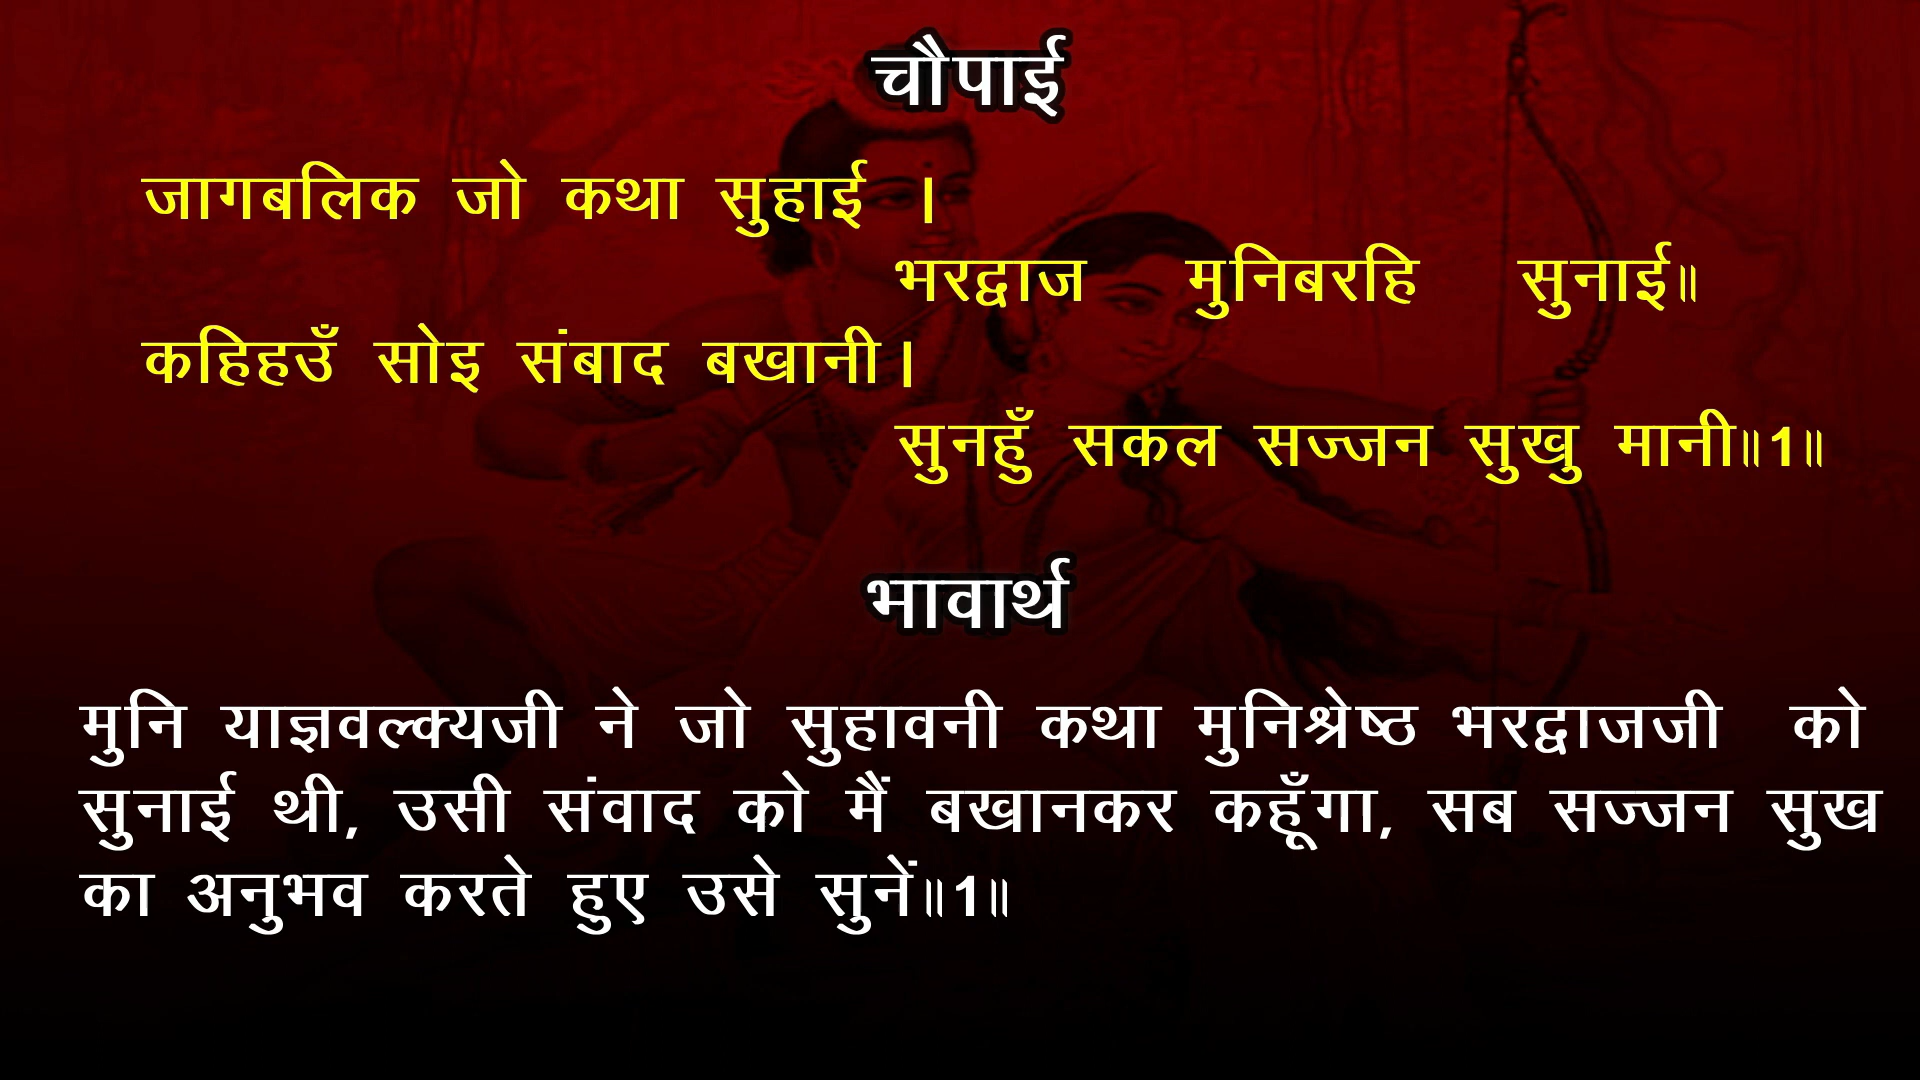 चौपाई
जागबलिक जो कथा सुहाई ।
भरद्वाज मुनिबरहि सुनाई॥
कहिहउँ सोइ संबाद बखानी।
सुनहुँ सकल सज्जन सुखु मानी॥1॥
भावार्थ
मुनि याज्ञवल्क्यजी ने जो सुहावनी कथा मुनिश्रेष्ठ भरद्वाजजी को
सुनाई थी, उसी संवाद को मैं बखानकर कहूँगा, सब सज्जन सुख
का अनुभव करते हुए उसे सुनें॥1॥